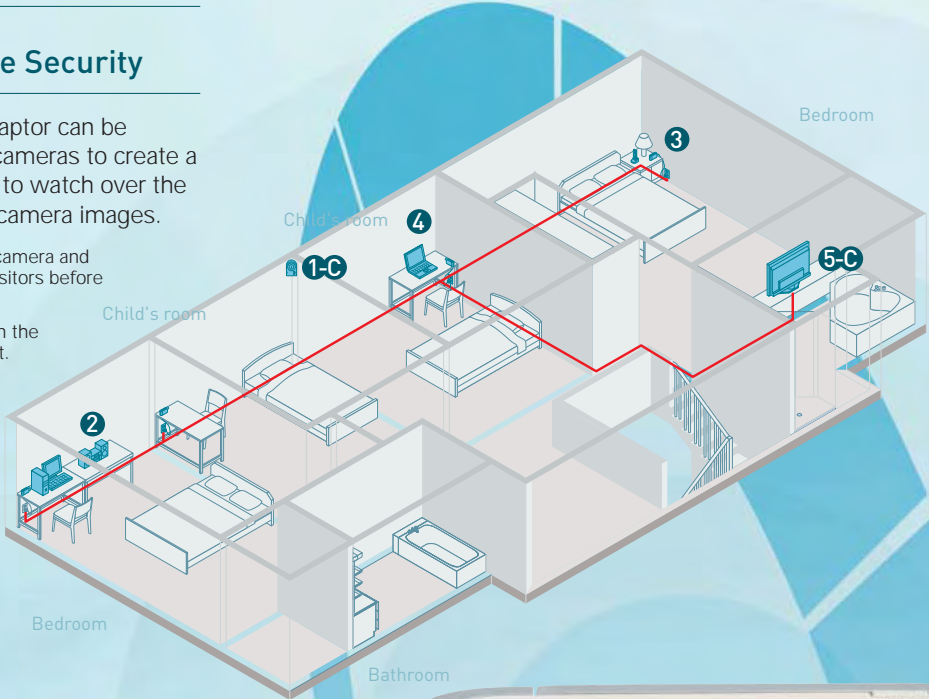 e Security
aptor can be
cameras to create a
to watch over the
camera images.
camera and
sitors before
n the
t.
Bedroom
3
Child's room
4
1-C
5-C
Child's room
2
Bedroom
Bathroom